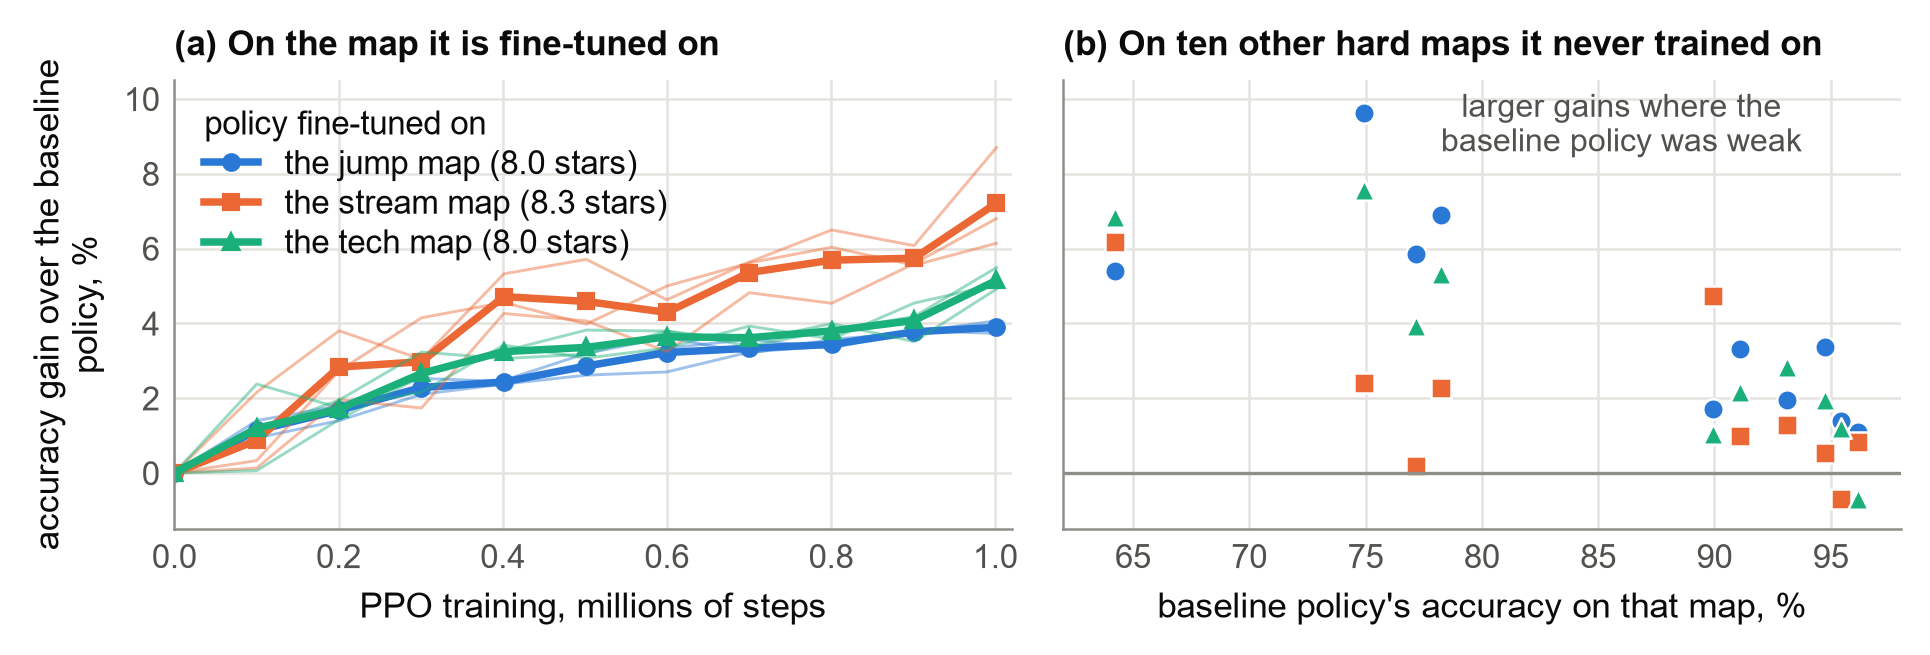 (a) On the map it is fine-tuned on
accuracy gain over the baseline
policy, %
10
8
6
4
2
0
policy fine-tuned on
the jump map (8.0 stars)
the stream map (8.3 stars)
the tech map (8.0 stars)
0.0 0.2 0.4 0.6 0.8 1.0
PPO training, millions of steps
(b) On ten other hard maps it never trained on
larger gains where the
baseline policy was weak
65 70 75 80 85 90 95
baseline policy's accuracy on that map, %